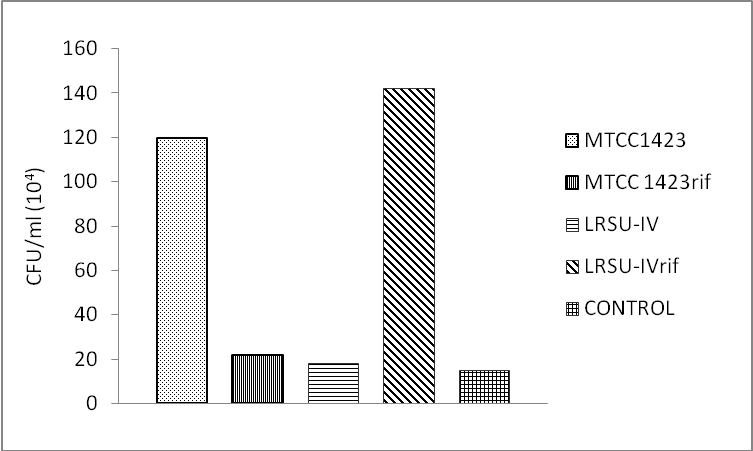 160
140
120
100
80
60
40
20
0
CFU/ml (10⁴)
MTCC1423
MTCC 1423rif
LRSU-IV
LRSU-IVrif
CONTROL